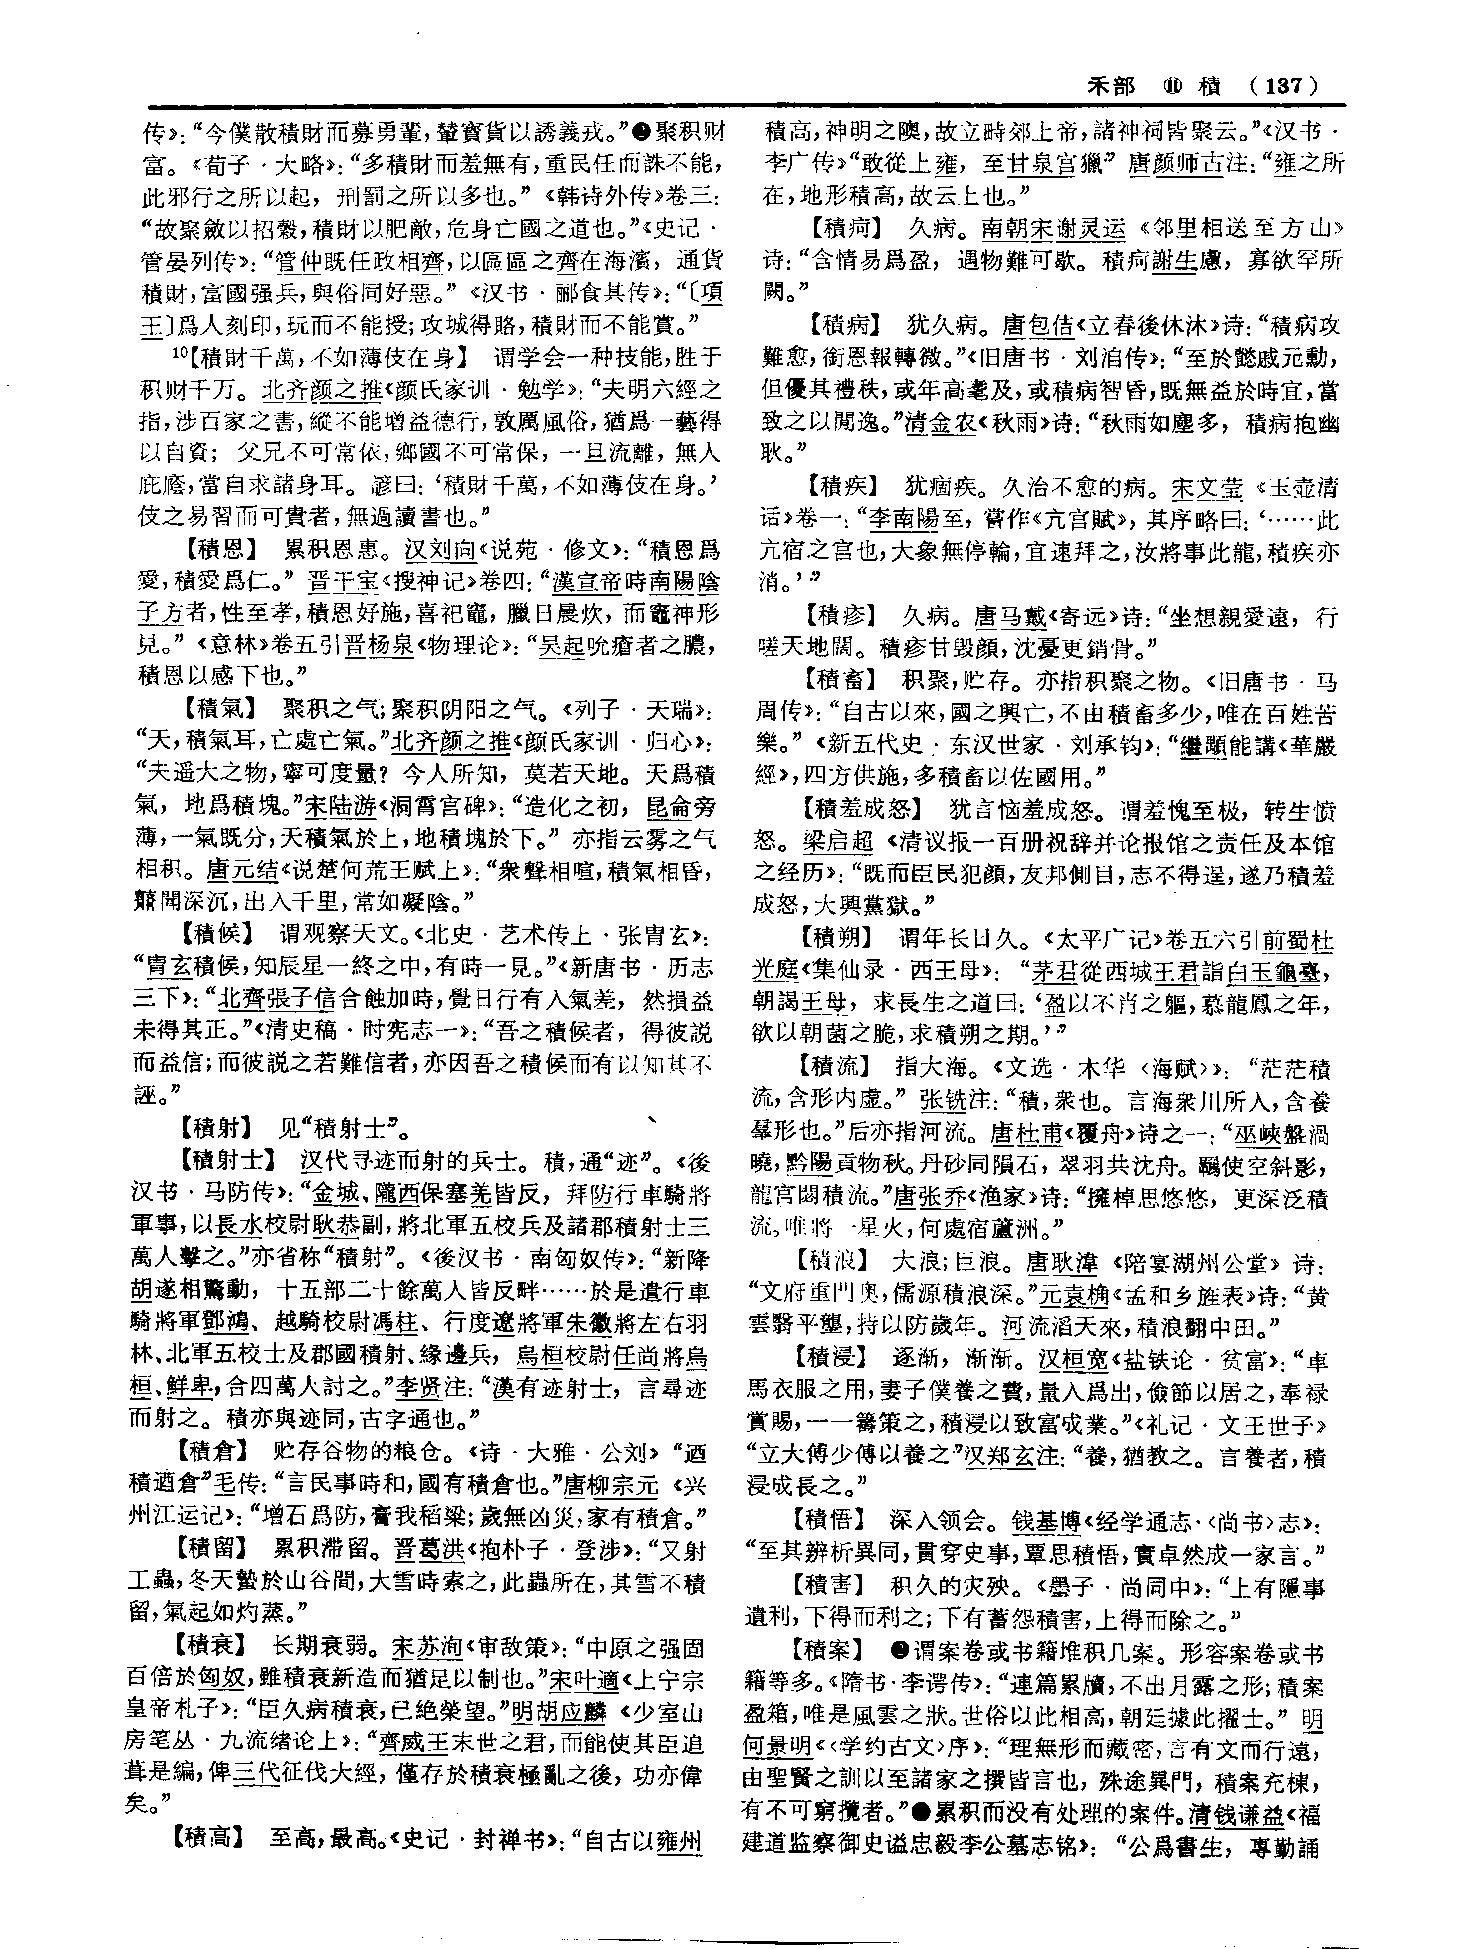 禾部 ⑪ 積 (137)
传》：“今僕散積財而募勇輩，輦寳貨以誘義戎。”❷聚积财
富。《荀子·大略》：“多積財而羞無有，重民任而誅不能，
此邪行之所以起，刑罰之所以多也。”《韩诗外传》卷三：
“故聚斂以招穀，積財以肥敵，危身亡國之道也。”《史记·
管晏列传》：“管仲既任政相齊，以區區之齊在海濱，通貨
積財，富國强兵，與俗同好惡。”《汉书·郦食其传》：“〔項
王〕爲人刻印，玩而不能授；攻城得賂，積財而不能賞。”
¹⁰【積財千萬，不如薄伎在身】 谓学会一种技能，胜于
积财千万。北齐颜之推《颜氏家训·勉学》：“夫明六經之
指，涉百家之書，縱不能增益德行，敦厲風俗，猶爲一藝得
以自資；父兄不可常依，鄉國不可常保，一旦流離，無人
庇廕，當自求諸身耳。諺曰：‘積財千萬，不如薄伎在身。’
伎之易習而可貴者，無過讀書也。”
【積恩】 累积恩惠。汉刘向《说苑·修文》：“積恩爲
愛，積愛爲仁。”晋干宝《搜神记》卷四：“漢宣帝時南陽陰
子方者，性至孝，積恩好施，喜祀竈，臘日晨炊，而竈神形
見。”《意林》卷五引晋杨泉《物理论》：“吴起吮瘡者之膿，
積恩以感下也。”
【積氣】 聚积之气；聚积阴阳之气。《列子·天瑞》：
“天，積氣耳，亡處亡氣。”北齐颜之推《颜氏家训·归心》：
“夫遥大之物，寧可度量？今人所知，莫若天地。天爲積
氣，地爲積塊。”宋陆游《洞霄宫碑》：“造化之初，昆侖旁
薄，一氣既分，天積氣於上，地積塊於下。”亦指云雾之气
相积。唐元结《说楚何荒王赋上》：“衆聲相喧，積氣相昏，
䵳闇深沉，出入千里，常如凝陰。”
【積候】 谓观察天文。《北史·艺术传上·张胄玄》：
“胄玄積候，知辰星一終之中，有時一見。”《新唐书·历志
三下》：“北齊張子信合蝕加時，覺日行有入氣差，然損益
未得其正。”《清史稿·时宪志一》：“吾之積候者，得彼説
而益信；而彼説之若難信者，亦因吾之積候而有以知其不
誣。”
【積射】 见“積射士”。
【積射士】 汉代寻迹而射的兵士。積，通“迹”。《後
汉书·马防传》：“金城、隴西保塞羌皆反，拜防行車騎將
軍事，以長水校尉耿恭副，將北軍五校兵及諸郡積射士三
萬人擊之。”亦省称“積射”。《後汉书·南匈奴传》：“新降
胡遂相驚動，十五部二十餘萬人皆反畔……於是遣行車
騎將軍鄧鴻、越騎校尉馮柱、行度遼將軍朱徽將左右羽
林、北軍五校士及郡國積射、緣邊兵，烏桓校尉任尚將烏
桓、鮮卑，合四萬人討之。”李贤注：“漢有迹射士，言尋迹
而射之。積亦與迹同，古字通也。”
【積倉】 贮存谷物的粮仓。《诗·大雅·公刘》“迺
積迺倉”毛传：“言民事時和，國有積倉也。”唐柳宗元《兴
州江运记》：“增石爲防，膏我稻粱；歲無凶災，家有積倉。”
【積留】 累积滞留。晋葛洪《抱朴子·登涉》：“又射
工蟲，冬天蟄於山谷間，大雪時索之，此蟲所在，其雪不積
留，氣起如灼蒸。”
【積衰】 长期衰弱。宋苏洵《审敌策》：“中原之强固
百倍於匈奴，雖積衰新造而猶足以制也。”宋叶適《上宁宗
皇帝札子》：“臣久病積衰，已絶榮望。”明胡应麟《少室山
房笔丛·九流绪论上》：“齊威王末世之君，而能使其臣追
葺是編，俾三代征伐大經，僅存於積衰極亂之後，功亦偉
矣。”
【積高】 至高，最高。《史记·封禅书》：“自古以雍州
積高，神明之隩，故立畤郊上帝，諸神祠皆聚云。”《汉书·
李广传》“敢從上雍，至甘泉宫獵”唐颜师古注：“雍之所
在，地形積高，故云上也。”
【積疴】 久病。南朝宋谢灵运《邻里相送至方山》
诗：“含情易爲盈，遇物難可歇。積疴謝生慮，寡欲罕所
闕。”
【積病】 犹久病。唐包佶《立春後休沐》诗：“積病攻
難愈，銜恩報轉微。”《旧唐书·刘洎传》：“至於懿戚元勳，
但優其禮秩，或年高耄及，或積病智昏，既無益於時宜，當
致之以閒逸。”清金农《秋雨》诗：“秋雨如塵多，積病抱幽
耿。”
【積疾】 犹痼疾。久治不愈的病。宋文莹《玉壶清
话》卷一：“李南陽至，嘗作《亢宫賦》，其序略曰：‘……此
亢宿之宫也，大象無停輪，宜速拜之，汝將事此龍，積疾亦
消。’”
【積疹】 久病。唐马戴《寄远》诗：“坐想親愛遠，行
嗟天地闊。積疹甘毁顔，沈憂更銷骨。”
【積畜】 积聚，贮存。亦指积聚之物。《旧唐书·马
周传》：“自古以來，國之興亡，不由積畜多少，唯在百姓苦
樂。”《新五代史·东汉世家·刘承钧》：“繼顒能講《華嚴
經》，四方供施，多積畜以佐國用。”
【積羞成怒】 犹言恼羞成怒。谓羞愧至极，转生愤
怒。梁启超《清议报一百册祝辞并论报馆之责任及本馆
之经历》：“既而臣民犯顔，友邦側目，志不得逞，遂乃積羞
成怒，大興黨獄。”
【積朔】 谓年长日久。《太平广记》卷五六引前蜀杜
光庭《集仙录·西王母》：“茅君從西城王君詣白玉龜臺，
朝謁王母，求長生之道曰：‘盈以不肖之軀，慕龍鳳之年，
欲以朝菌之脆，求積朔之期。’”
【積流】 指大海。《文选·木华〈海赋〉》：“茫茫積
流，含形内虚。”张铣注：“積，衆也。言海衆川所入，含養
羣形也。”后亦指河流。唐杜甫《覆舟》诗之一：“巫峽盤渦
曉，黔陽貢物秋。丹砂同隕石，翠羽共沈舟。羈使空斜影，
龍宫閟積流。”唐张乔《渔家》诗：“擁棹思悠悠，更深泛積
流，唯將一星火，何處宿蘆洲。”
【積浪】 大浪；巨浪。唐耿湋《陪宴湖州公堂》诗：
“文府重門奥，儒源積浪深。”元袁桷《孟和乡旌表》诗：“黄
雲翳平壟，持以防歲年。河流滔天來，積浪翻中田。”
【積浸】 逐渐，渐渐。汉桓宽《盐铁论·贫富》：“車
馬衣服之用，妻子僕養之費，量入爲出，儉節以居之，奉禄
賞賜，一一籌策之，積浸以致富成業。”《礼记·文王世子》
“立大傅少傅以養之”汉郑玄注：“養，猶教之。言養者，積
浸成長之。”
【積悟】 深入领会。钱基博《经学通志·〈尚书〉志》：
“至其辨析異同，貫穿史事，覃思積悟，實卓然成一家言。”
【積害】 积久的灾殃。《墨子·尚同中》：“上有隱事
遺利，下得而利之；下有蓄怨積害，上得而除之。”
【積案】 ❶谓案卷或书籍堆积几案。形容案卷或书
籍等多。《隋书·李谔传》：“連篇累牘，不出月露之形；積案
盈箱，唯是風雲之狀。世俗以此相高，朝廷據此擢士。”明
何景明《〈学约古文〉序》：“理無形而藏密，言有文而行遠，
由聖賢之訓以至諸家之撰皆言也，殊途異門，積案充棟，
有不可窮攬者。”❷累积而没有处理的案件。清钱谦益《福
建道监察御史谥忠毅李公墓志铭》：“公爲書生，專勤誦